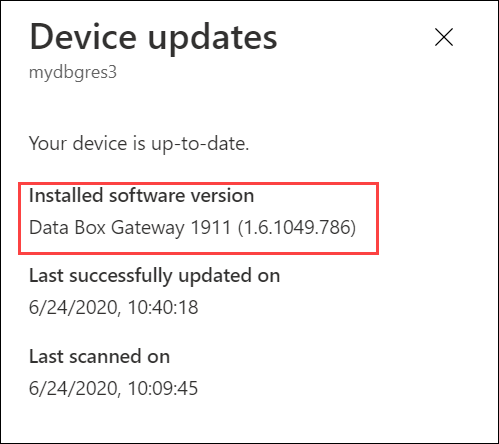 Device updates
mydbgres3
Your device is up-to-date.
Installed software version
Data Box Gateway 1911 (1.6.1049.786)
Last successfully updated on
6/24/2020, 10:40:18
Last scanned on
6/24/2020, 10:09:45